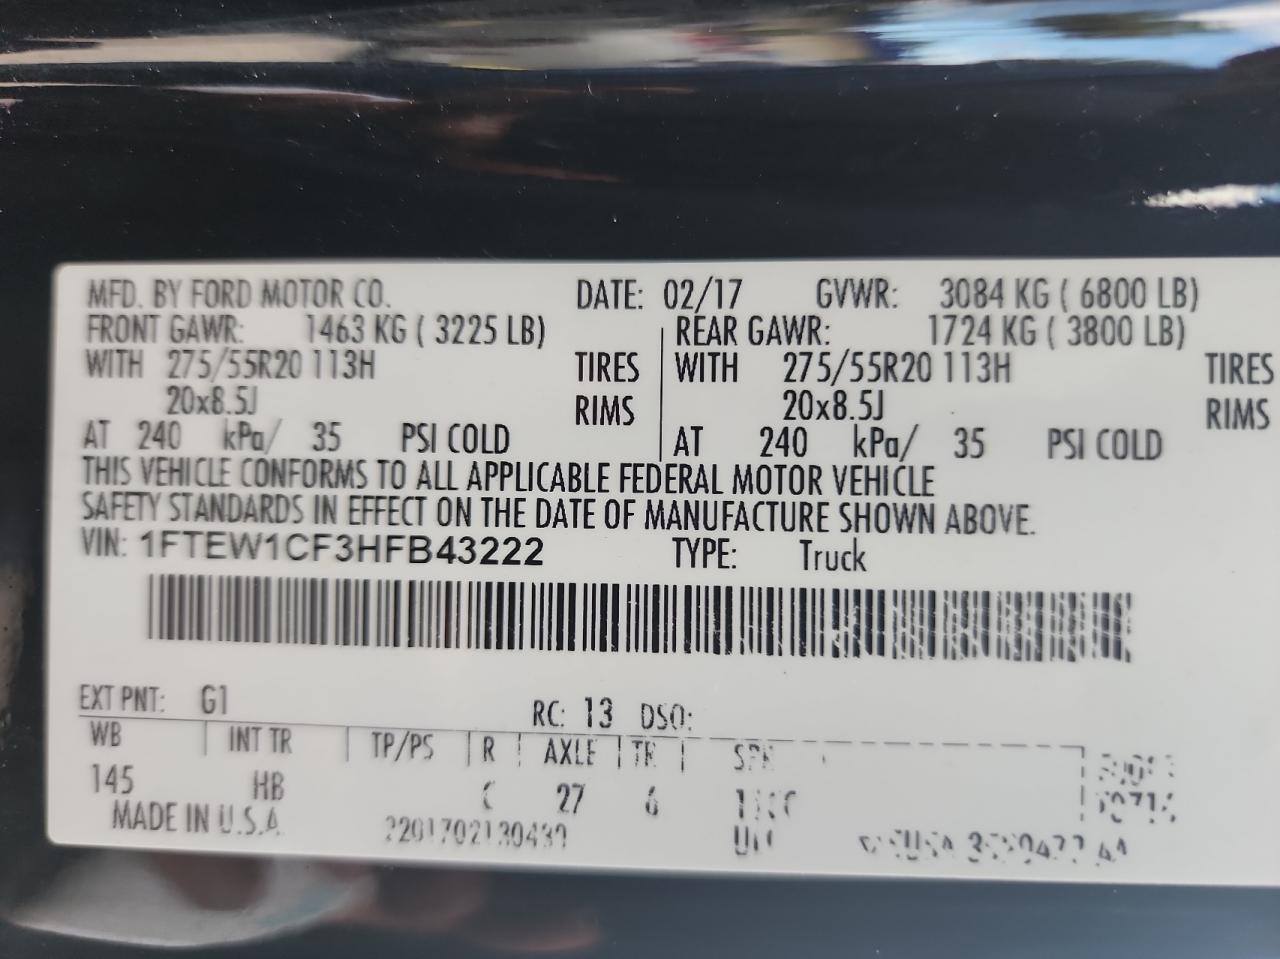 MFD. BY FORD MOTOR CO. DATE: 02/17 GVWR: 3084 KG ( 6800 LB)
FRONT GAWR: 1463 KG ( 3225 LB) REAR GAWR: 1724 KG ( 3800 LB)
WITH 275/55R20 113H TIRES WITH 275/55R20 113H TIRES
20x8.5J RIMS 20x8.5J RIMS
AT 240 kPa/ 35 PSI COLD AT 240 kPa/ 35 PSI COLD
THIS VEHICLE CONFORMS TO ALL APPLICABLE FEDERAL MOTOR VEHICLE
SAFETY STANDARDS IN EFFECT ON THE DATE OF MANUFACTURE SHOWN ABOVE.
VIN: 1FTEW1CF3HFB43222 TYPE: Truck
EXT PNT: G1 RC: 13 DSO:
WB INT TR TP/PS R AXLE TR SPR
145 HB 27 6
MADE IN U.S.A.